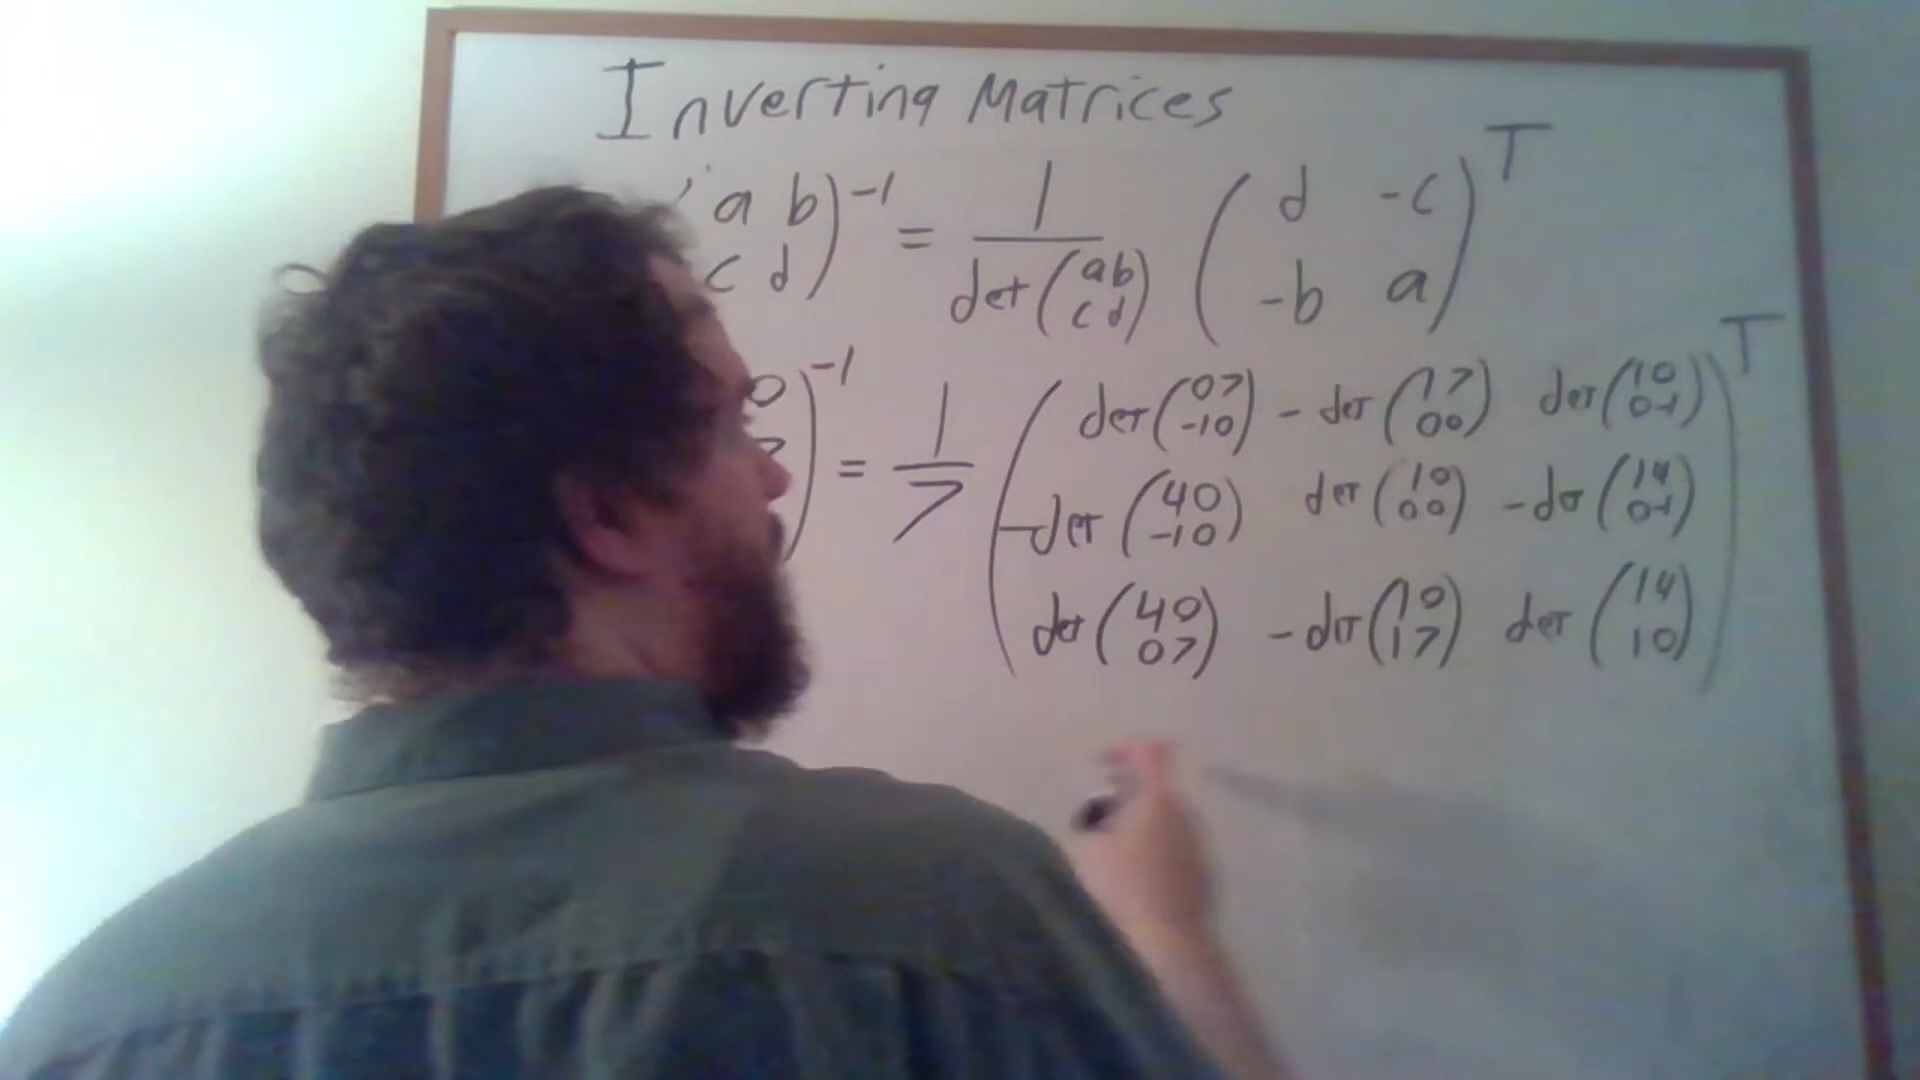 Inverting Matrices
a b)⁻¹ = 1 / det(a b) ( d -c )ᵀ
c d) (c d) ( -b a )
0 )⁻¹ = 1/7 ( det(0 7) - det(1 7) det(1 0) )ᵀ
7 (-1 0) (0 0) (0 -1)
-det(4 0) det(1 0) -det(1 4)
(-1 0) (0 0) (0 -1)
det(4 0) -det(1 0) det(1 4)
(0 7) (1 7) (1 0)